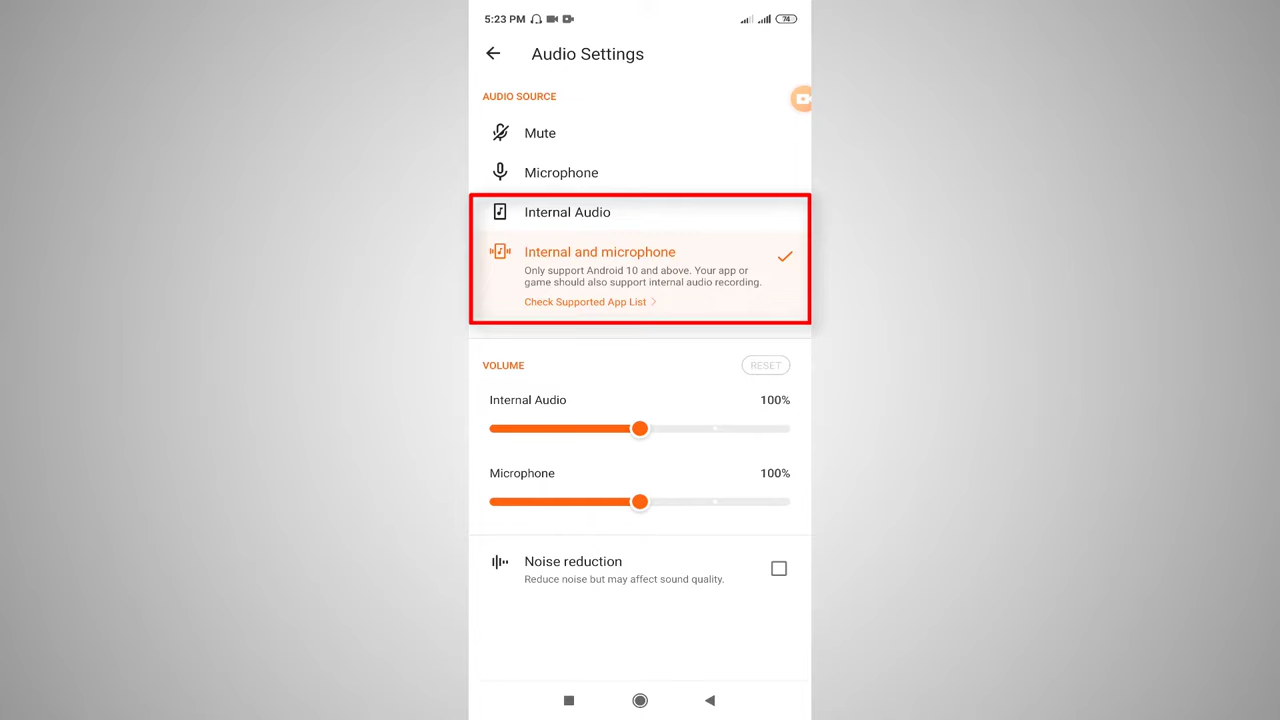 5:23 PM
74
Audio Settings
AUDIO SOURCE
Mute
Microphone
Internal Audio
Internal and microphone
Only support Android 10 and above. Your app or
game should also support internal audio recording.
Check Supported App List
VOLUME
RESET
Internal Audio
100%
Microphone
100%
Noise reduction
Reduce noise but may affect sound quality.